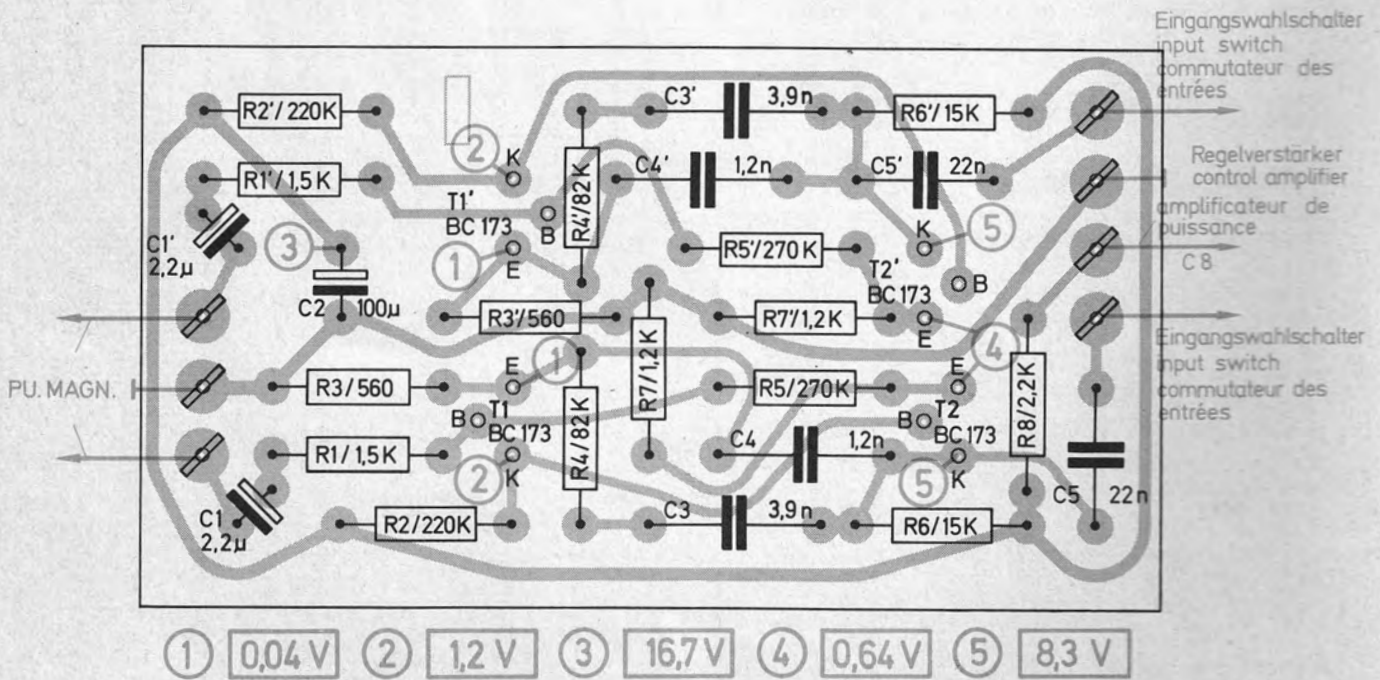 Eingangswahlschalter
input switch
commutateur des
entrées
R2'/220K
2
K
C3'
3,9n
R6'/15K
R1'/1,5K
T1'
BC 173
B
R4'/82K
C4'
1,2n
C5'
22n
Regelverstärker
control amplifier
amplificateur de
puissance
C 8
C1'
2,2µ
3
1
E
R5'/270K
K
5
T2'
BC 173
B
C2
100µ
R3'/560
R7'/1,2K
E
4
Eingangswahlschalter
input switch
commutateur des
entrées
PU. MAGN.
R3/560
E
1
R7/1,2K
R5/270K
E
R8/2,2K
B
T1
BC 173
R4/82K
B
T2
BC 173
R1/1,5K
2
K
C4
1,2n
5
K
C1
2,2µ
R2/220K
C3
3,9n
R6/15K
C5
22n
1 0,04 V 2 1,2 V 3 16,7 V 4 0,64 V 5 8,3 V